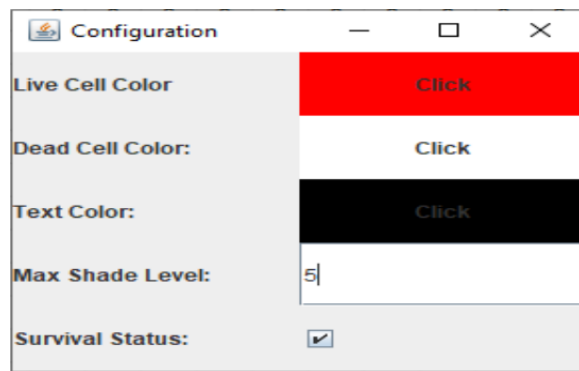 Configuration
Live Cell Color Click
Dead Cell Color: Click
Text Color: Click
Max Shade Level: 5
Survival Status: